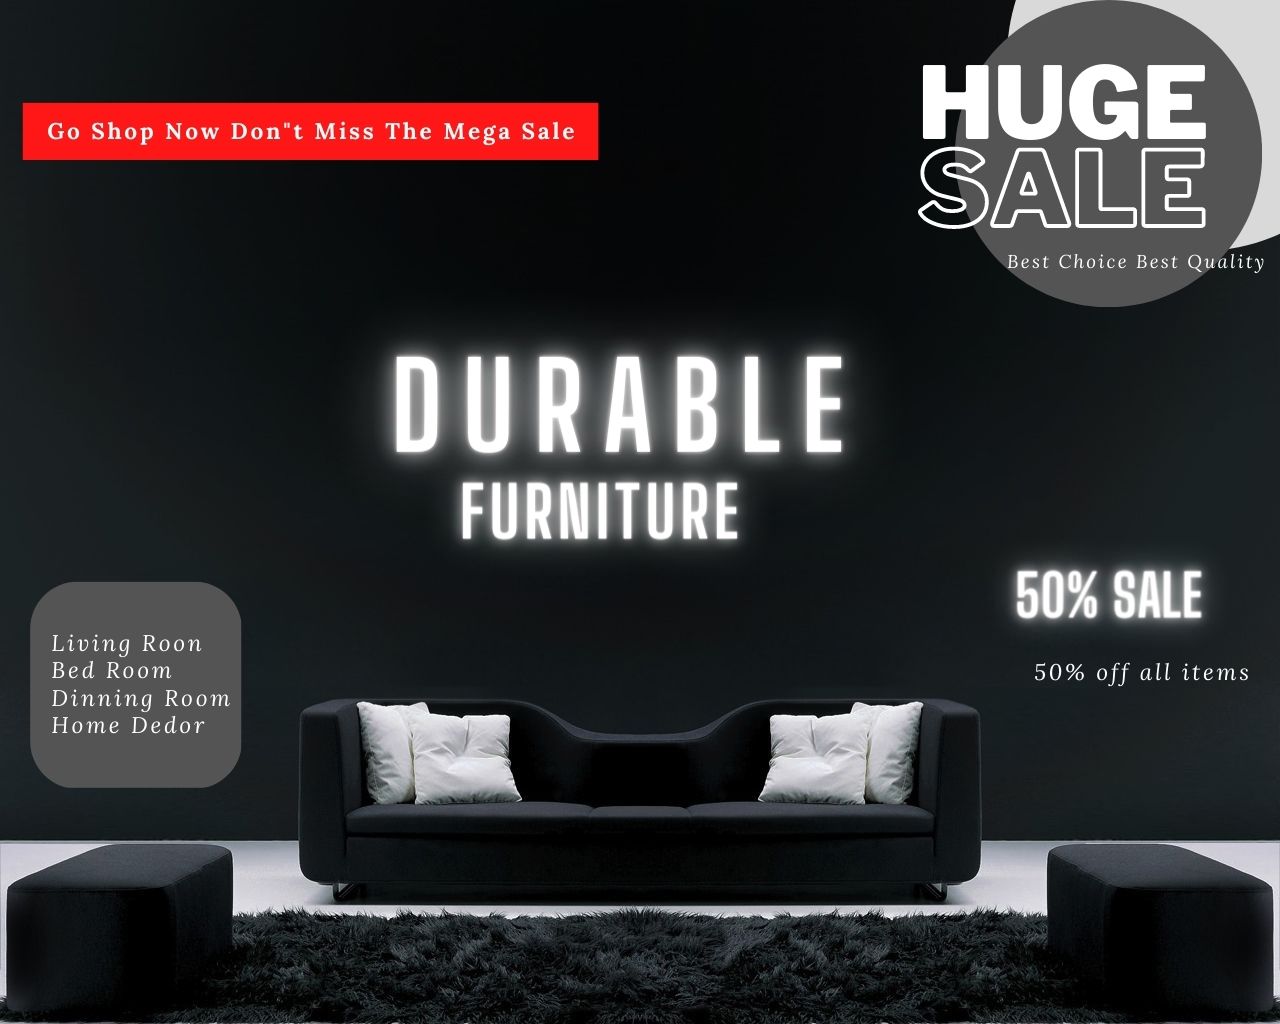 HUGE
SALE
Best Choice Best Quality
Go Shop Now Don"t Miss The Mega Sale
DURABLE
FURNITURE
50% SALE
50% off all items
Living Roon
Bed Room
Dinning Room
Home Dedor